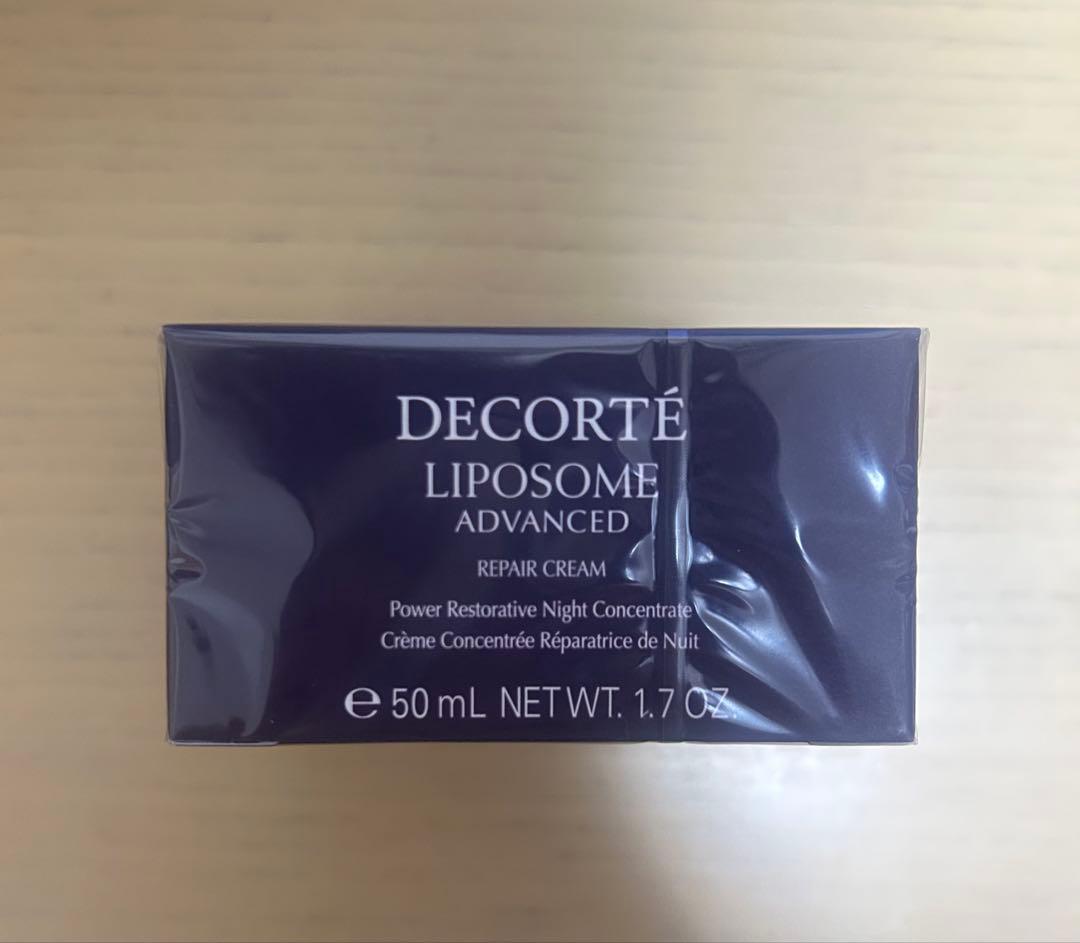 DECORTÉ
LIPOSOME
ADVANCED
REPAIR CREAM
Power Restorative Night Concentrate
Crème Concentrée Réparatrice de Nuit
℮ 50 mL NET WT. 1.7 OZ.